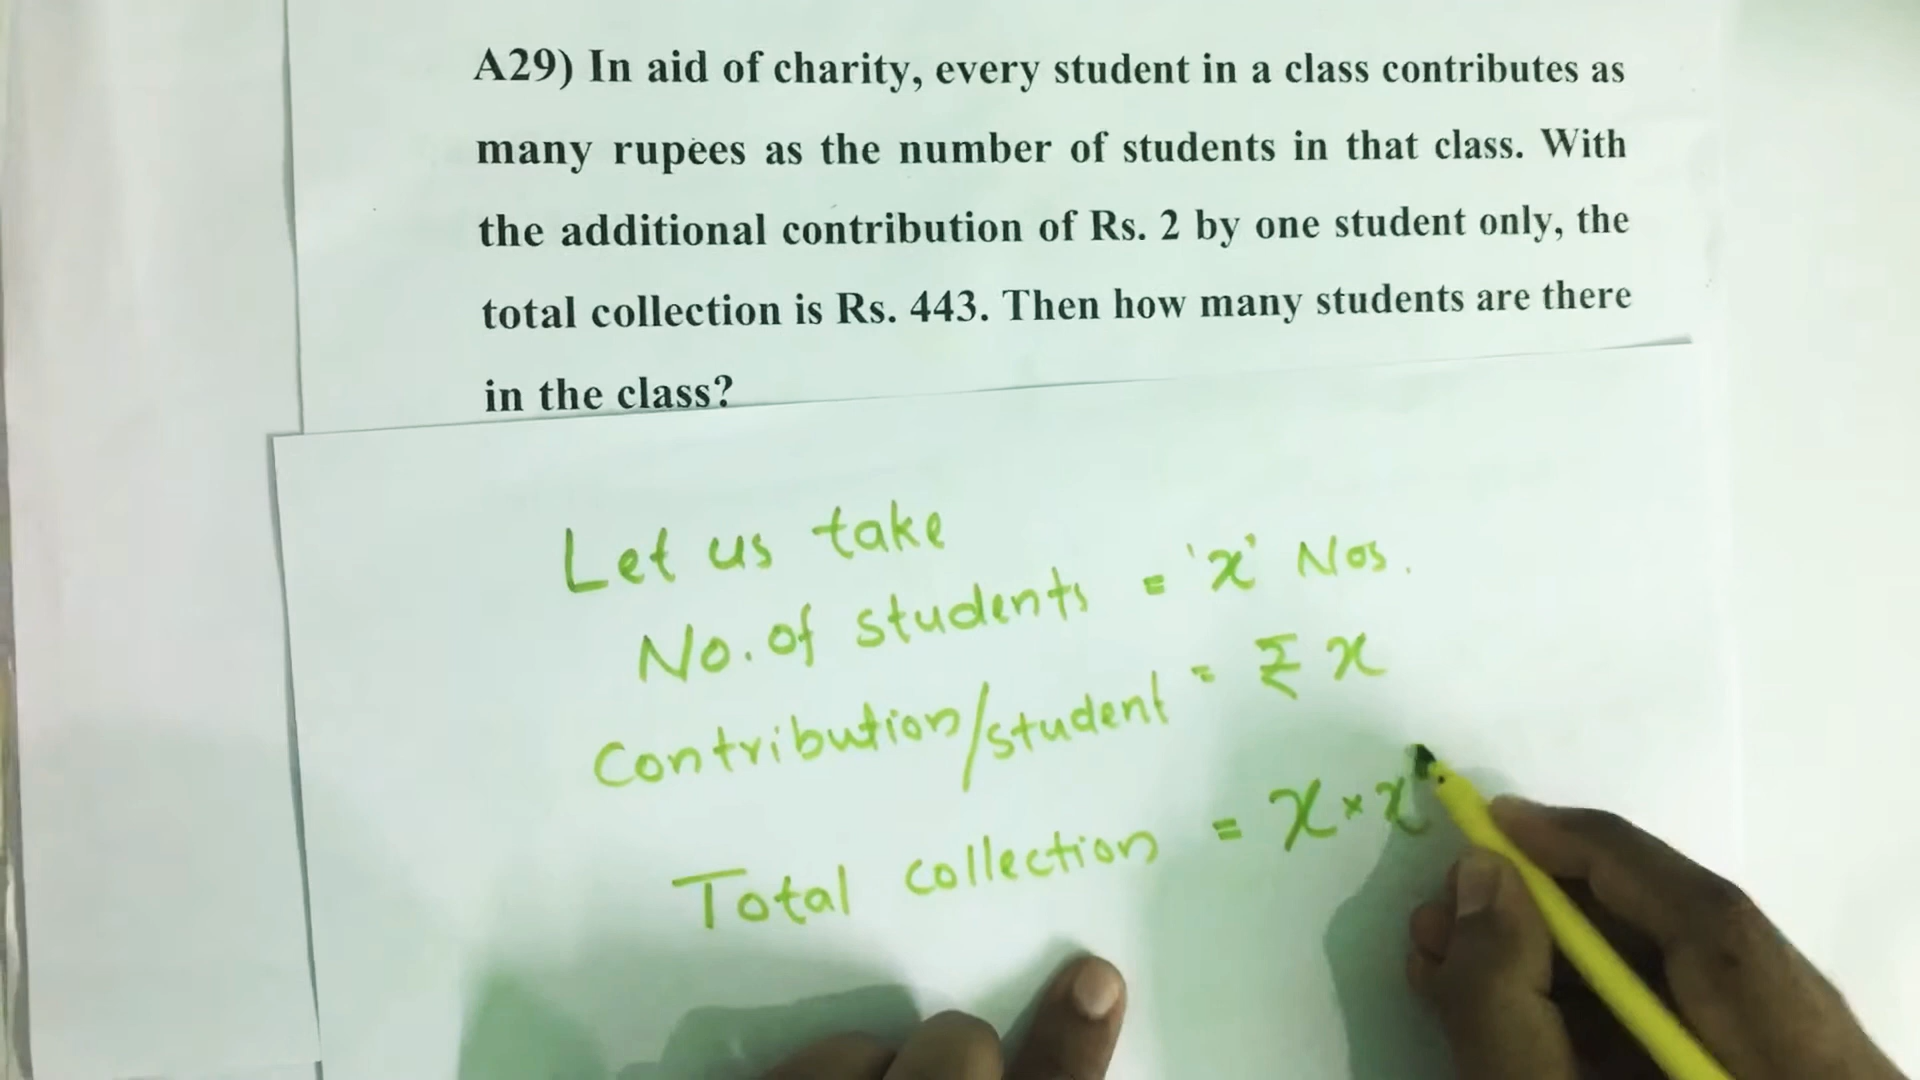 A29) In aid of charity, every student in a class contributes as
many rupees as the number of students in that class. With
the additional contribution of Rs. 2 by one student only, the
total collection is Rs. 443. Then how many students are there
in the class?
Let us take
No. of students = 'x' Nos.
Contribution/student = ₹ x
Total collection = x × x